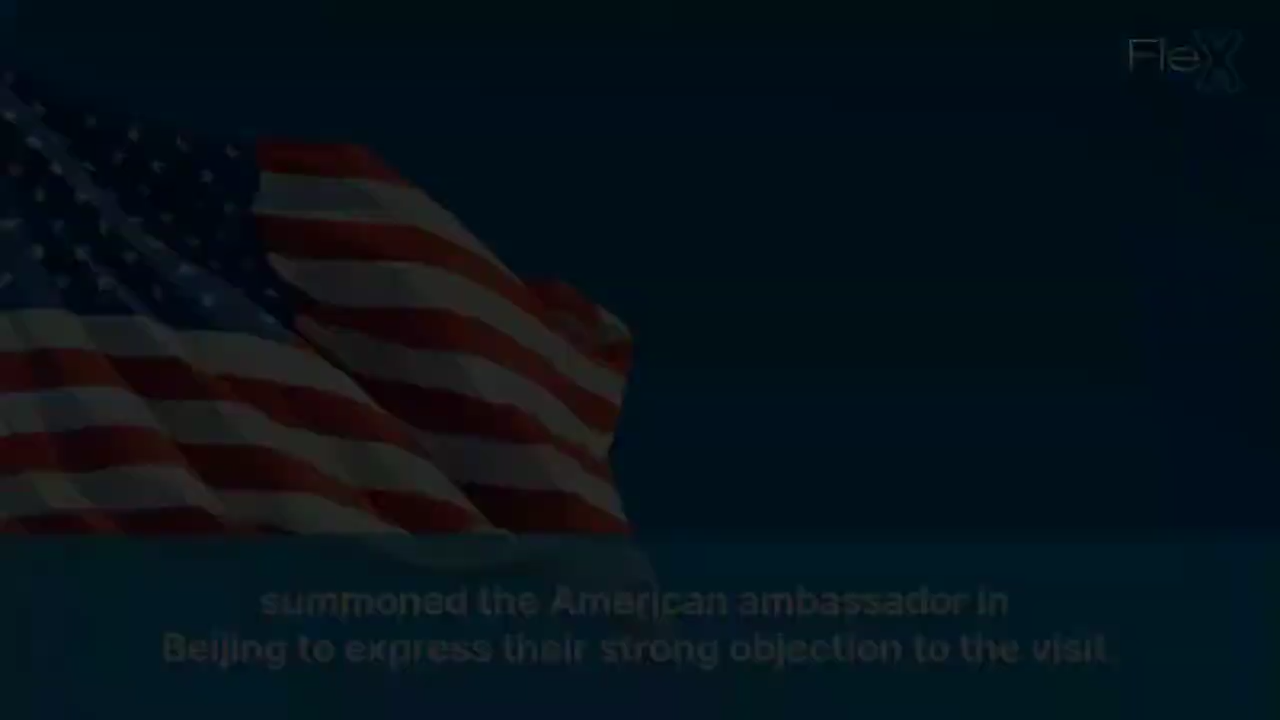 FleX
summoned the American ambassador in
Beijing to express their strong objection to the visit